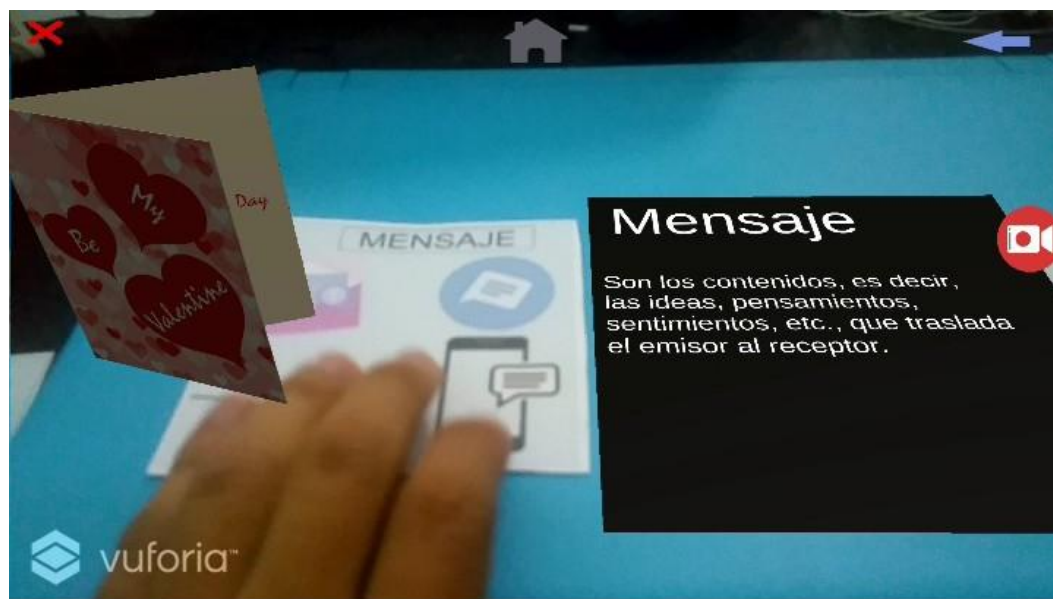 My
Be
Valentine
Day
MENSAJE
Mensaje
Son los contenidos, es decir,
las ideas, pensamientos,
sentimientos, etc., que traslada
el emisor al receptor.
vuforia™